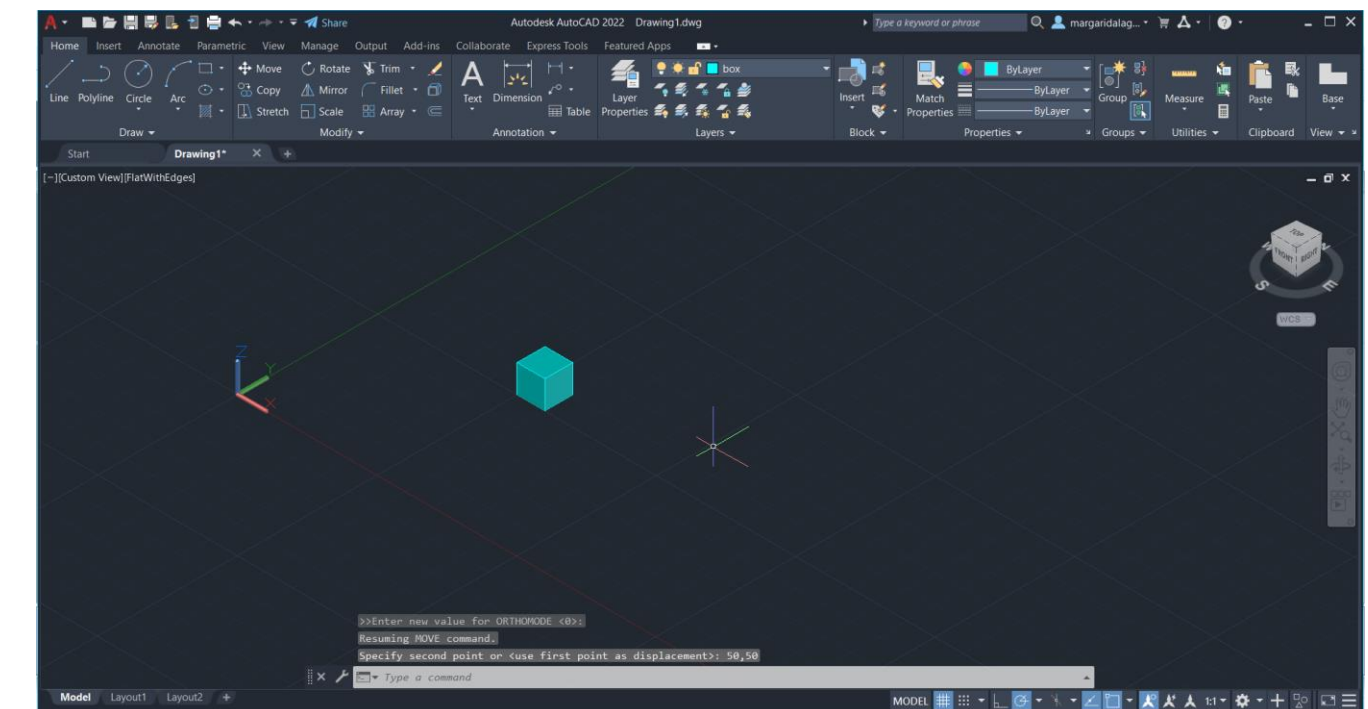 A Share Autodesk AutoCAD 2022 Drawing1.dwg Type a keyword or phrase margaridalag...
Home Insert Annotate Parametric View Manage Output Add-ins Collaborate Express Tools Featured Apps
Move Rotate Trim box ByLayer
Copy Mirror Fillet ByLayer
Line Polyline Circle Arc Text Dimension Layer Properties Insert Match Properties Group Measure Paste Base
Stretch Scale Array Table ByLayer
Draw Modify Annotation Layers Block Properties Groups Utilities Clipboard View
Start Drawing1* X +
[−][Custom View][FlatWithEdges]
TOP
FRONT RIGHT
S E
WCS
Z
Y
X
>>Enter new value for ORTHOMODE <0>:
Resuming MOVE command.
Specify second point or <use first point as displacement>: 50,50
Type a command
Model Layout1 Layout2 + MODEL 1:1